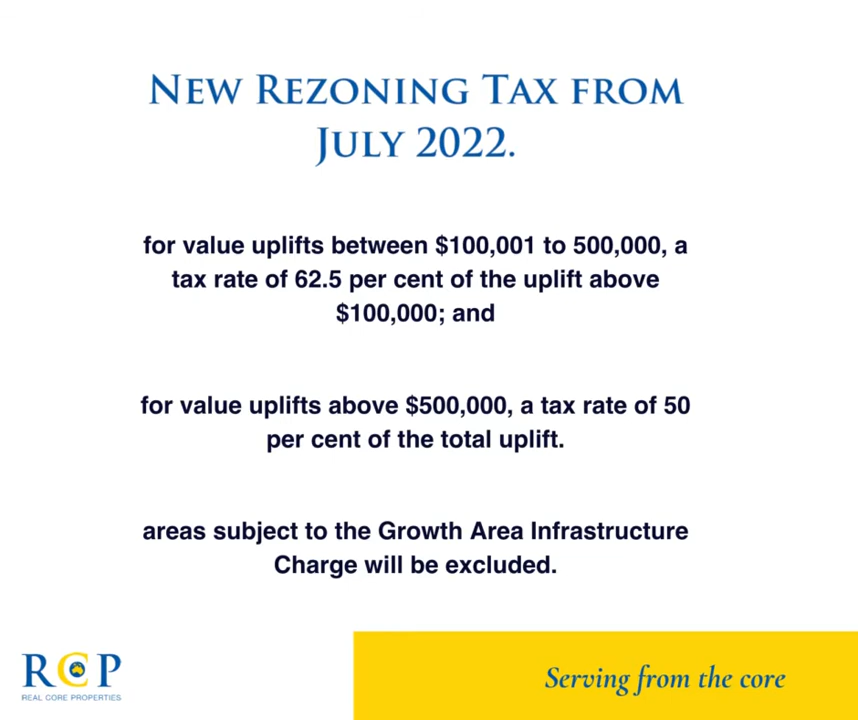 New Rezoning Tax from
July 2022.
for value uplifts between $100,001 to 500,000, a
tax rate of 62.5 per cent of the uplift above
$100,000; and
for value uplifts above $500,000, a tax rate of 50
per cent of the total uplift.
areas subject to the Growth Area Infrastructure
Charge will be excluded.
RCP
REAL CORE PROPERTIES
Serving from the core